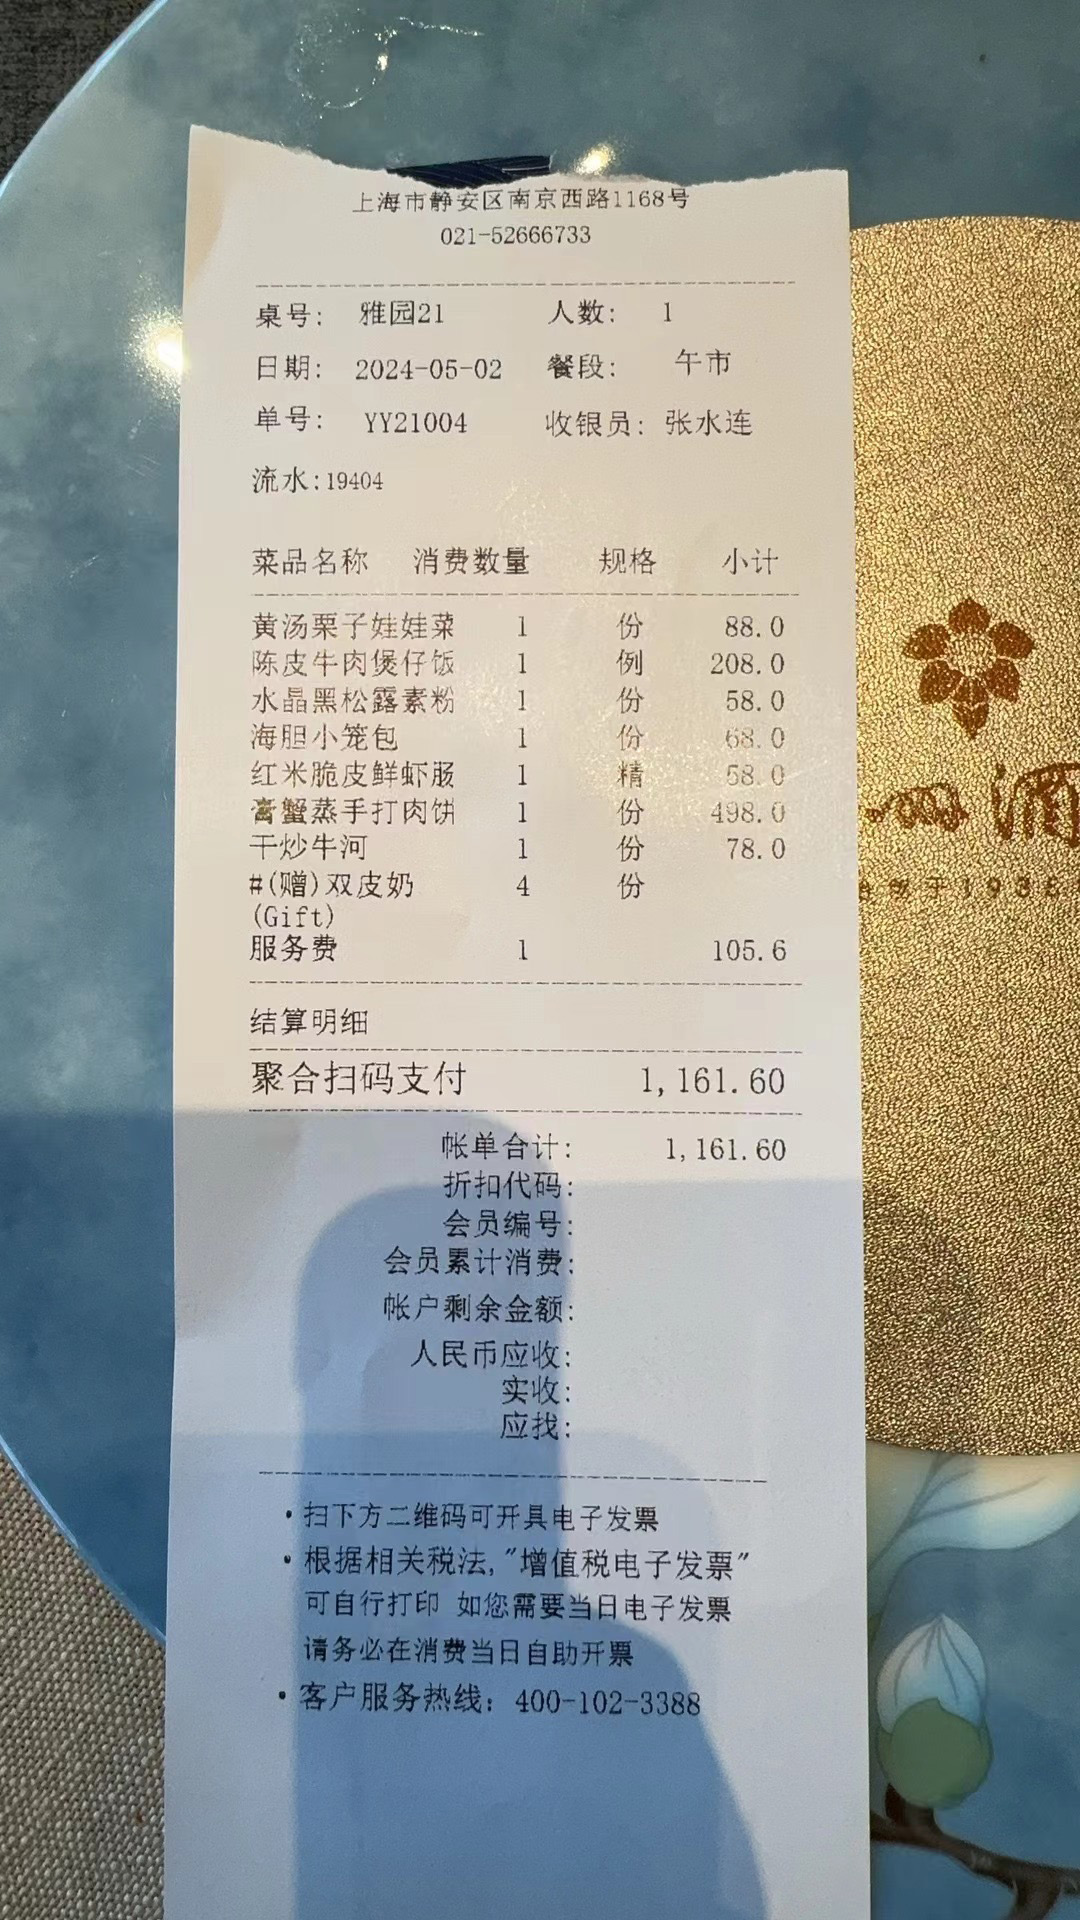 上海市静安区南京西路1168号
021-52666733
桌号: 雅园21 人数: 1
日期: 2024-05-02 餐段: 午市
单号: YY21004 收银员: 张水连
流水:19404
菜品名称 消费数量 规格 小计
黄汤栗子娃娃菜 1 份 88.0
陈皮牛肉煲仔饭 1 例 208.0
水晶黑松露素粉 1 份 58.0
海胆小笼包 1 份 68.0
红米脆皮鲜虾肠 1 精 58.0
膏蟹蒸手打肉饼 1 份 498.0
干炒牛河 1 份 78.0
#(赠)双皮奶 4 份
(Gift)
服务费 1 105.6
结算明细
聚合扫码支付 1,161.60
帐单合计: 1,161.60
折扣代码:
会员编号:
会员累计消费:
帐户剩余金额:
人民币应收:
实收:
应找:
·扫下方二维码可开具电子发票
·根据相关税法,"增值税电子发票"
可自行打印 如您需要当日电子发票
请务必在消费当日自助开票
·客户服务热线: 400-102-3388
酒
1938